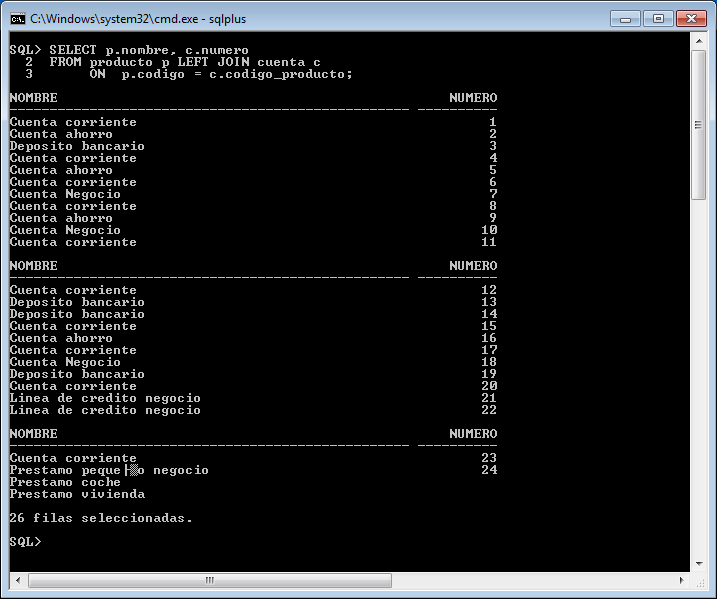 C:\Windows\system32\cmd.exe - sqlplus
SQL> SELECT p.nombre, c.numero
2 FROM producto p LEFT JOIN cuenta c
3 ON p.codigo = c.codigo_producto;
NOMBRE NUMERO
Cuenta corriente 1
Cuenta ahorro 2
Deposito bancario 3
Cuenta corriente 4
Cuenta ahorro 5
Cuenta corriente 6
Cuenta Negocio 7
Cuenta corriente 8
Cuenta ahorro 9
Cuenta Negocio 10
Cuenta corriente 11
NOMBRE NUMERO
Cuenta corriente 12
Deposito bancario 13
Deposito bancario 14
Cuenta corriente 15
Cuenta ahorro 16
Cuenta corriente 17
Cuenta Negocio 18
Deposito bancario 19
Cuenta corriente 20
Linea de credito negocio 21
Linea de credito negocio 22
NOMBRE NUMERO
Cuenta corriente 23
Prestamo peque├▒o negocio 24
Prestamo coche
Prestamo vivienda
26 filas seleccionadas.
SQL>